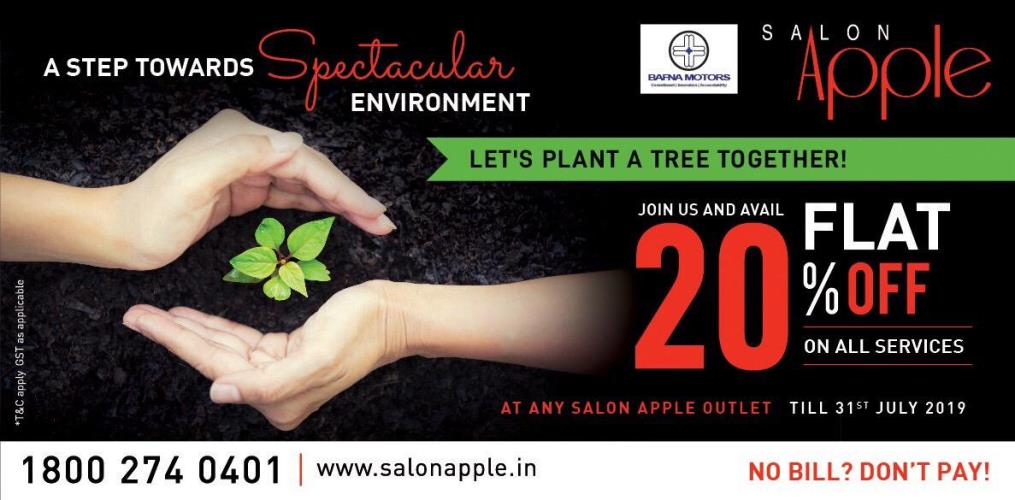 A STEP TOWARDS Spectacular
ENVIRONMENT
BAFNA MOTORS
SALON
Apple
LET'S PLANT A TREE TOGETHER!
JOIN US AND AVAIL
20
FLAT
% OFF
ON ALL SERVICES
AT ANY SALON APPLE OUTLET TILL 31ST JULY 2019
*T&C apply GST as applicable
1800 274 0401 | www.salonapple.in
NO BILL? DON'T PAY!